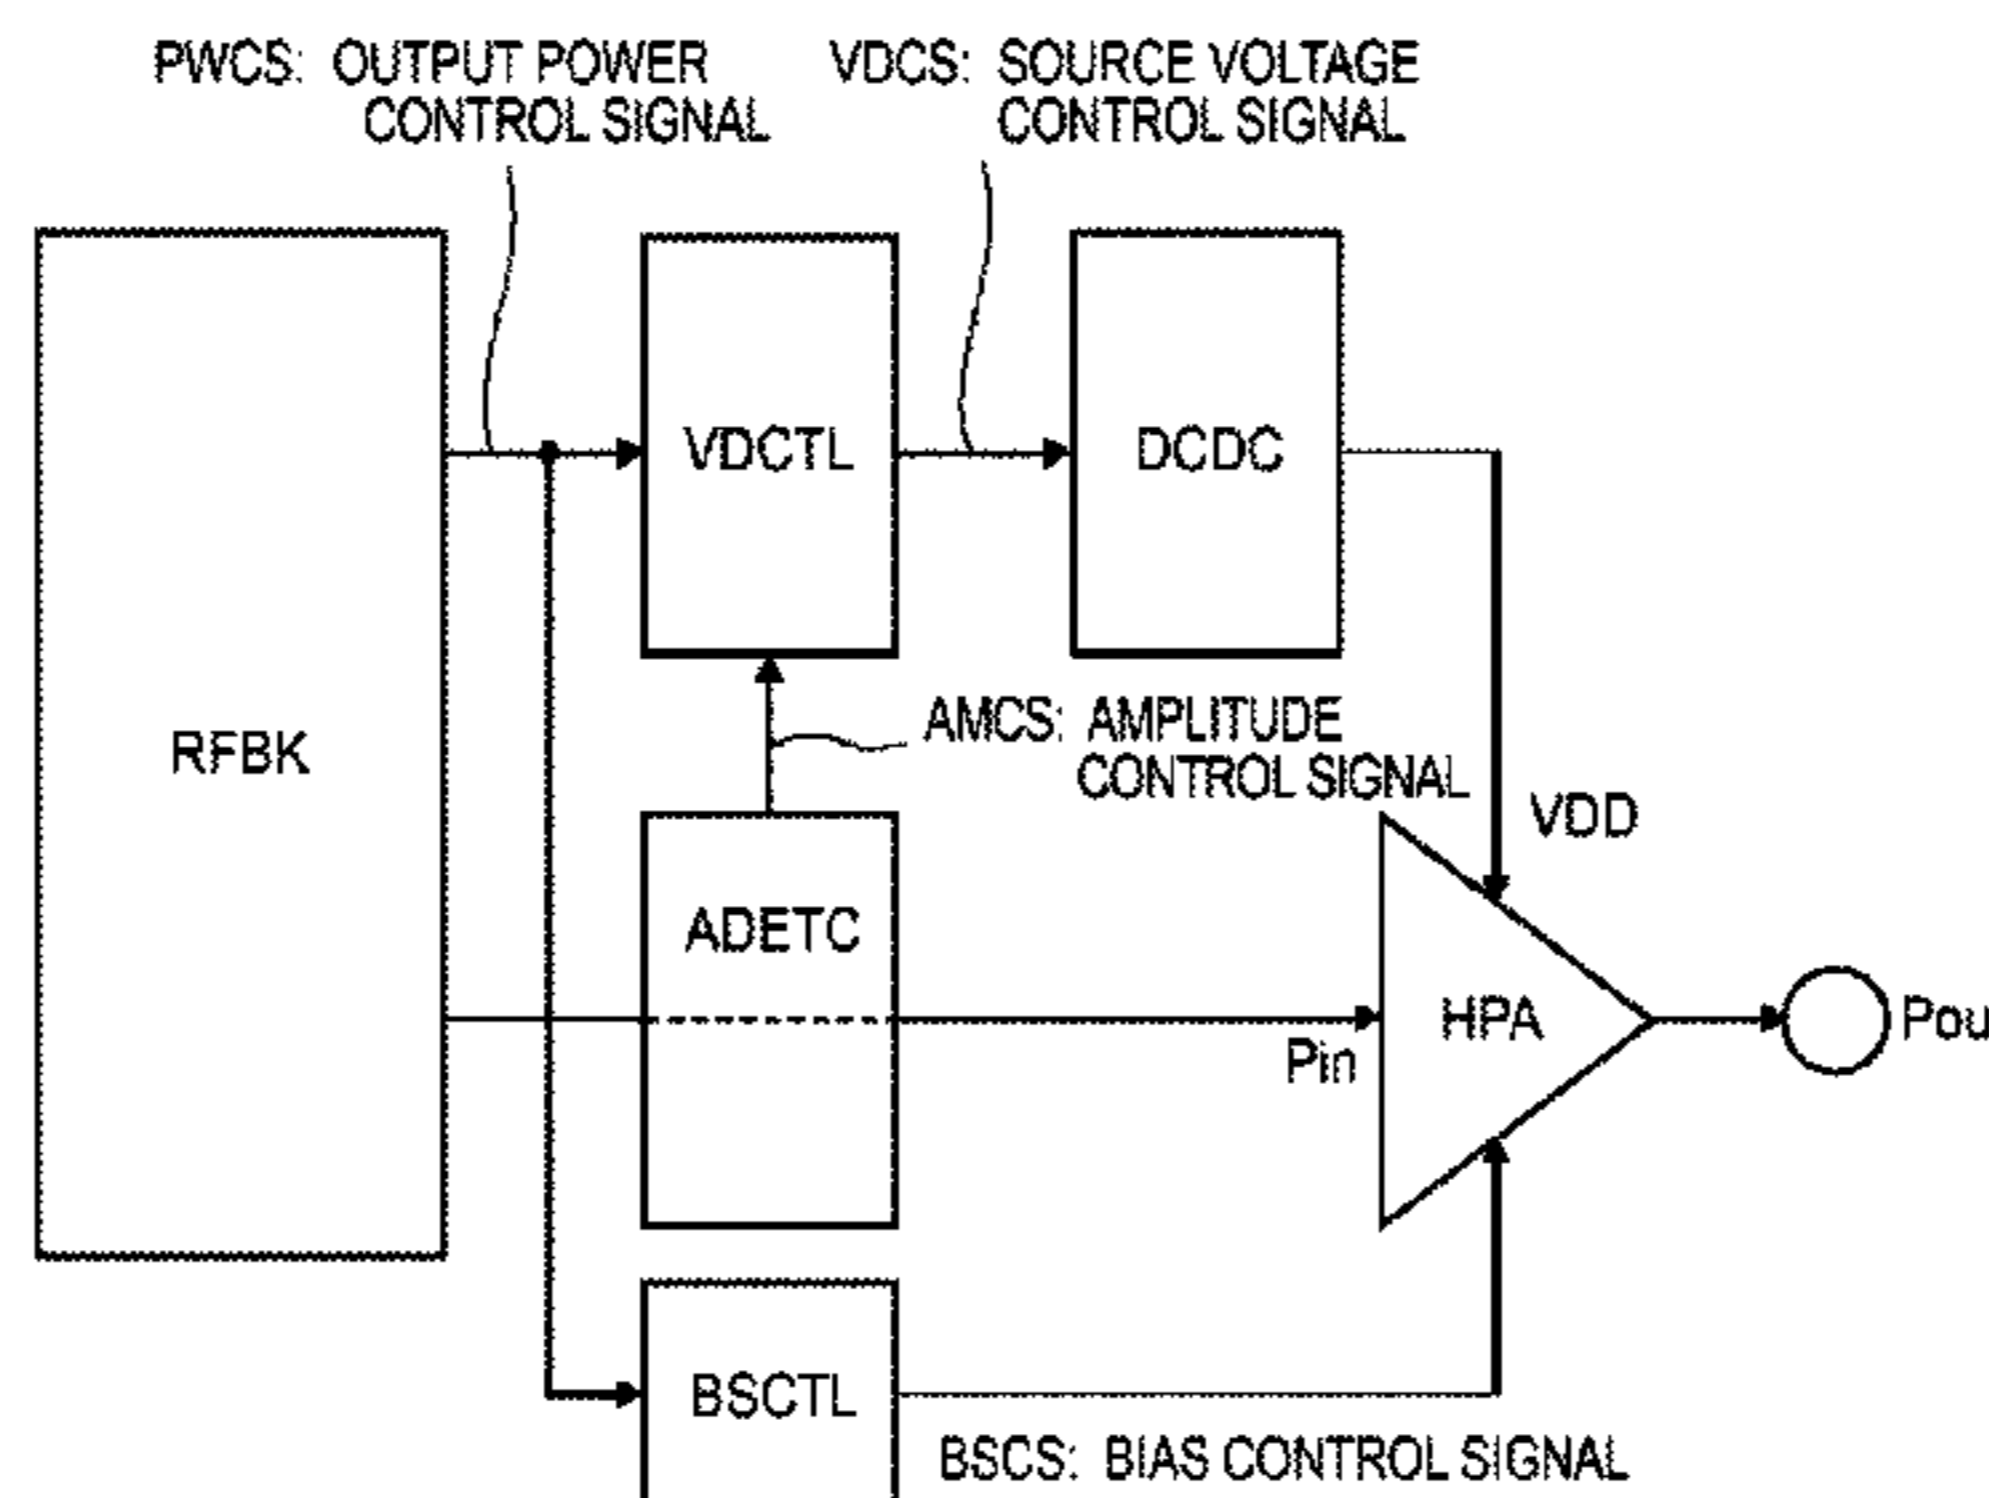 PWCS: OUTPUT POWER
CONTROL SIGNAL
VDCS: SOURCE VOLTAGE
CONTROL SIGNAL
VDCTL
DCDC
RFBK
AMCS: AMPLITUDE
CONTROL SIGNAL
VDD
ADETC
HPA
Pou
Pin
BSCTL
BSCS: BIAS CONTROL SIGNAL